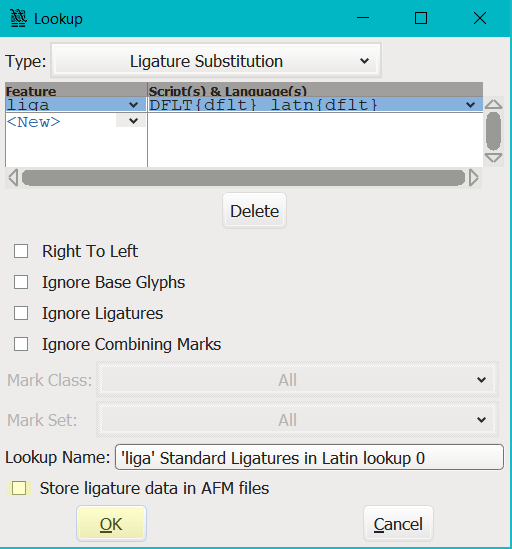 Lookup
Type: Ligature Substitution
Feature Script(s) & Language(s)
liga DFLT{dflt} latn{dflt}
<New>
Delete
Right To Left
Ignore Base Glyphs
Ignore Ligatures
Ignore Combining Marks
Mark Class: All
Mark Set: All
Lookup Name: 'liga' Standard Ligatures in Latin lookup 0
Store ligature data in AFM files
OK Cancel